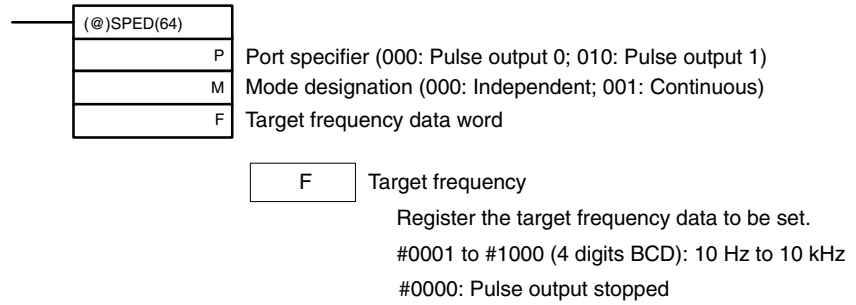 (@)SPED(64)
P Port specifier (000: Pulse output 0; 010: Pulse output 1)
M Mode designation (000: Independent; 001: Continuous)
F Target frequency data word
F Target frequency
Register the target frequency data to be set.
#0001 to #1000 (4 digits BCD): 10 Hz to 10 kHz
#0000: Pulse output stopped